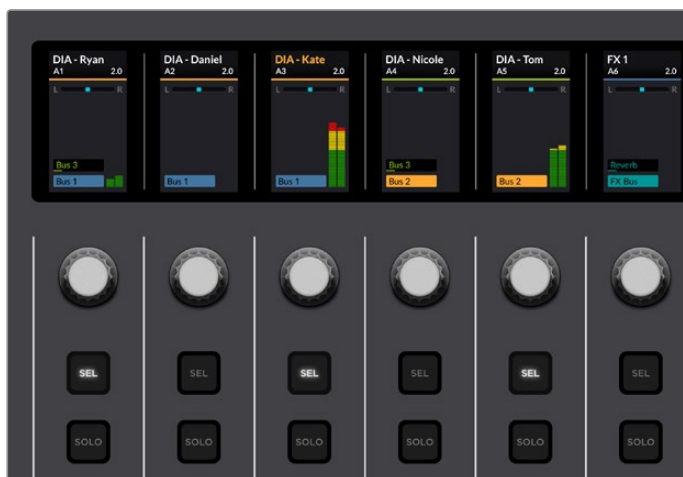 DIA - Ryan
A1 2.0
L R
Bus 3
Bus 1
DIA - Daniel
A2 2.0
L R
Bus 1
DIA - Kate
A3 2.0
L R
Bus 1
DIA - Nicole
A4 2.0
L R
Bus 3
Bus 2
DIA - Tom
A5 2.0
L R
Bus 2
FX 1
A6 2.0
L R
Reverb
FX Bus
SEL SEL SEL SEL SEL SEL
SOLO SOLO SOLO SOLO SOLO SOLO